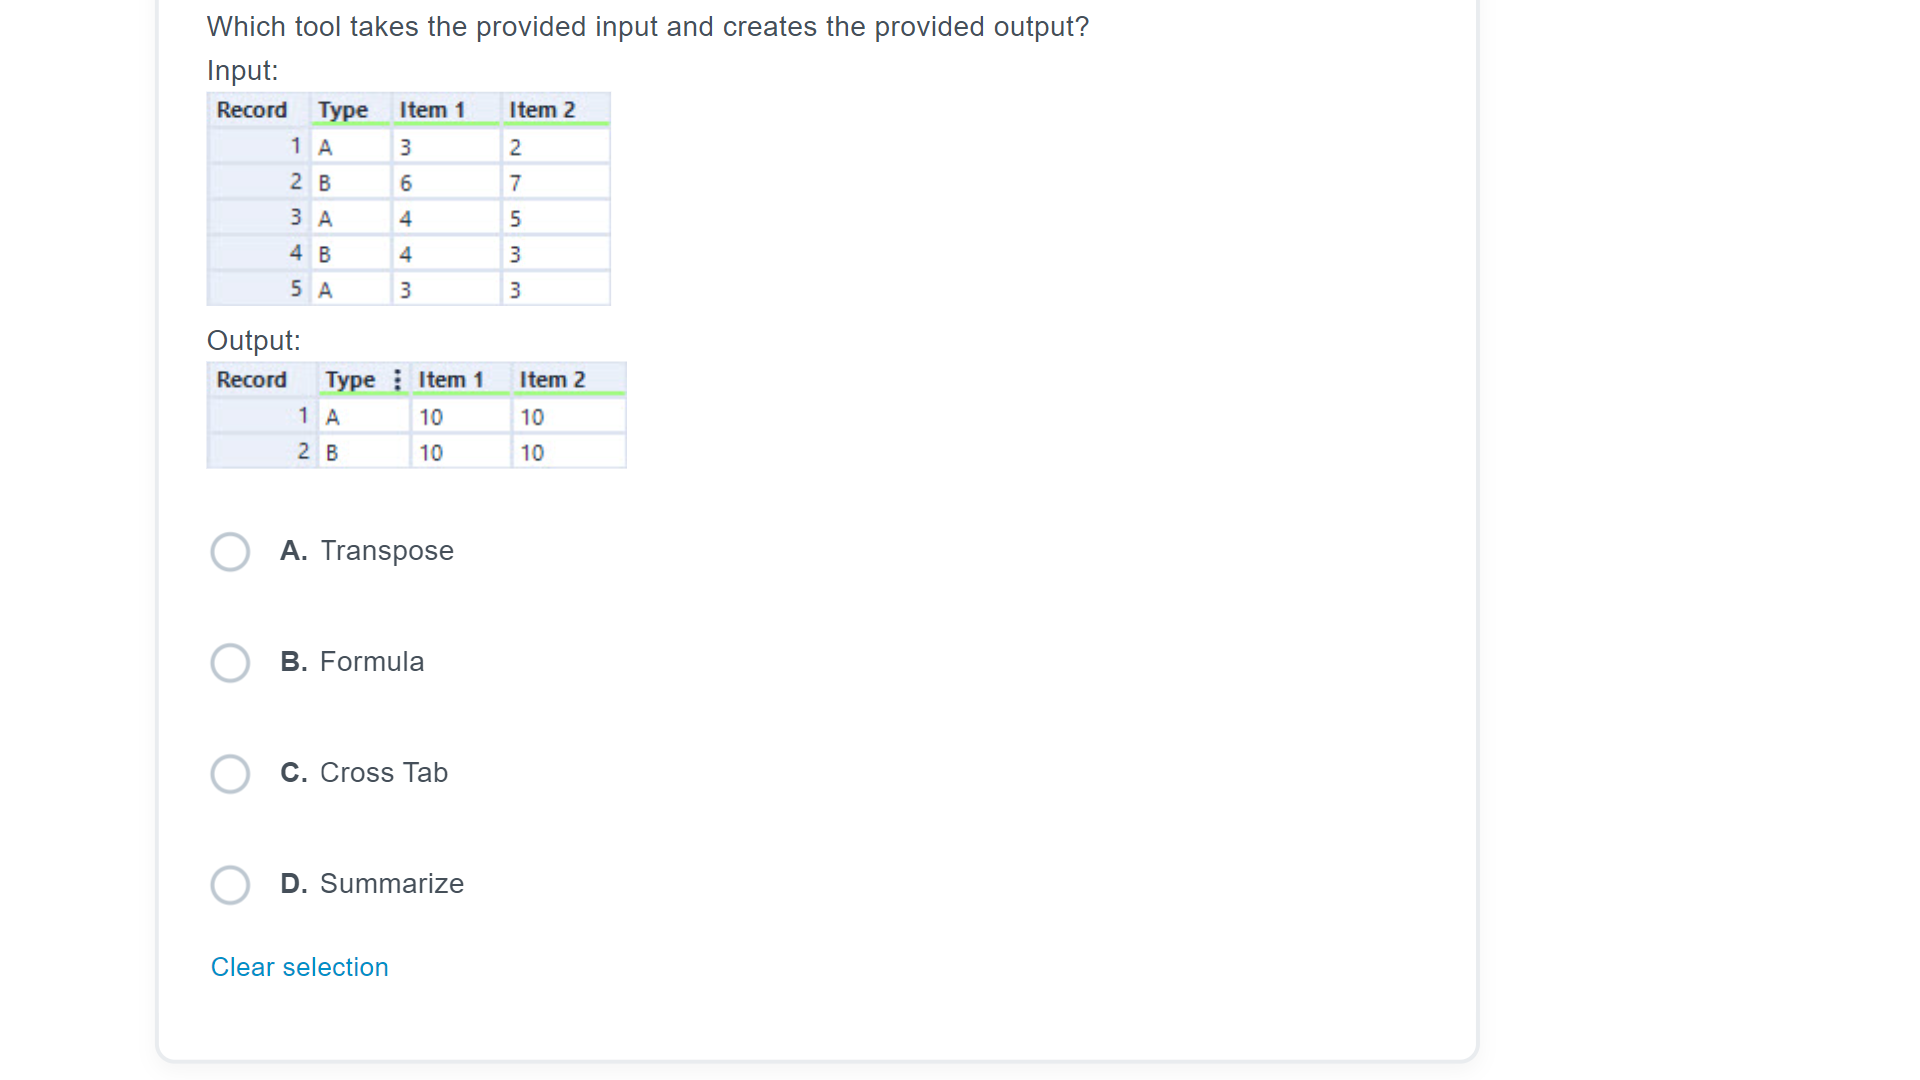 Which tool takes the provided input and creates the provided output?
Input:
Record Type Item 1 Item 2
1 A 3 2
2 B 6 7
3 A 4 5
4 B 4 3
5 A 3 3
Output:
Record Type Item 1 Item 2
1 A 10 10
2 B 10 10
A. Transpose
B. Formula
C. Cross Tab
D. Summarize
Clear selection